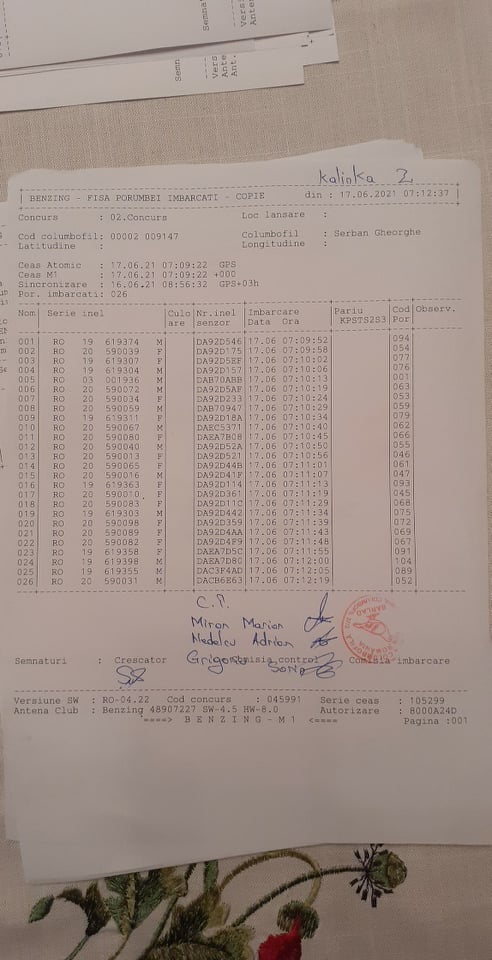 Kalinka 2
BENZING - FISA PORUMBEI IMBARCATI - COPIE din : 17.06.2021 07:12:37
Concurs : 02.Concurs Loc lansare :
Cod columbofil: 00002 009147 Columbofil : Serban Gheorghe
Latitudine : Longitudine :
Ceas Atomic : 17.06.21 07:09:22 GPS
Ceas M1 : 17.06.21 07:09:22 +000
Sincronizare : 16.06.21 08:56:32 GPS+03h
Por. imbarcati: 026
Nom Serie inel Culo Nr.inel Imbarcare Pariu Cod Observ.
are senzor Data Ora KPSTS2S3 Por
001 RO 19 619374 M DA92D546 17.06 07:09:52 094
002 RO 20 590039 F DA92D175 17.06 07:09:58 054
003 RO 19 619307 F DA92D5EF 17.06 07:10:02 077
004 RO 19 619304 M DA92D157 17.06 07:10:06 076
005 RO 03 001936 M DAB70ABB 17.06 07:10:13 001
006 RO 20 590072 M DA92D5AF 17.06 07:10:19 063
007 RO 20 590034 F DA92D233 17.06 07:10:24 053
008 RO 20 590059 M DAB70947 17.06 07:10:29 059
009 RO 19 619311 F DA92D18A 17.06 07:10:34 079
010 RO 20 590067 M DAEC5371 17.06 07:10:40 062
011 RO 20 590080 F DAEA7B08 17.06 07:10:45 066
012 RO 20 590040 M DA92D52A 17.06 07:10:50 055
013 RO 20 590013 F DA92D521 17.06 07:10:56 046
014 RO 20 590065 F DA92D44B 17.06 07:11:01 061
015 RO 20 590016 M DA92D41F 17.06 07:11:07 047
016 RO 19 619363 F DA92D114 17.06 07:11:13 093
017 RO 20 590010 F DA92D361 17.06 07:11:19 045
018 RO 20 590083 F DA92D11C 17.06 07:11:29 068
019 RO 19 619303 M DA92D442 17.06 07:11:34 075
020 RO 20 590098 F DA92D359 17.06 07:11:39 072
021 RO 20 590089 F DA92D4AA 17.06 07:11:43 069
022 RO 20 590082 F DA92D4F9 17.06 07:11:48 067
023 RO 19 619358 F DAEA7D5C 17.06 07:11:55 091
024 RO 19 619398 M DAEA7D80 17.06 07:12:00 104
025 RO 19 619355 M DAC3F4AD 17.06 07:12:05 089
026 RO 20 590031 M DACB6E63 17.06 07:12:19 052
C.P.
Miron Marian
Nedelcu Adrian
Semnaturi : Crescator Comisia control Comisia imbarcare
Versiune SW : RO-04.22 Cod concurs : 045991 Serie ceas : 105299
Antena Club : Benzing 48907227 SW-4.5 HW-8.0 Autorizare : 8000A24D
====> B E N Z I N G - M 1 <==== Pagina :001